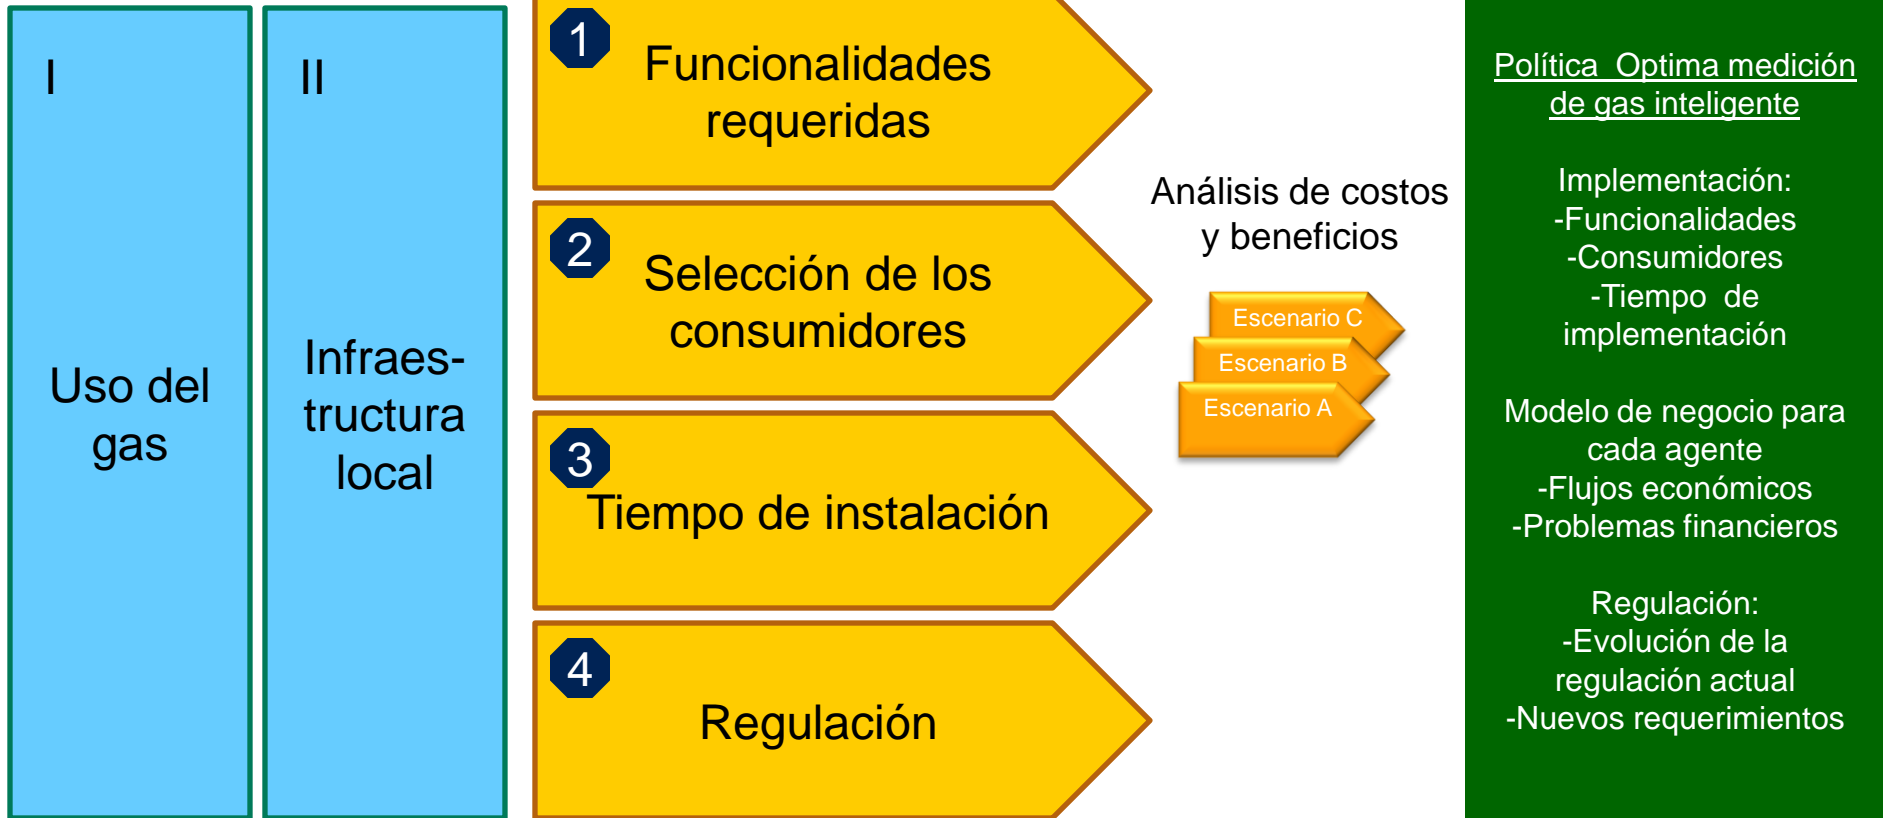 I
Uso del
gas
II
Infraes-
tructura
local
1
Funcionalidades
requeridas
2
Selección de los
consumidores
3
Tiempo de instalación
4
Regulación
Análisis de costos
y beneficios
Escenario C
Escenario B
Escenario A
Política  Optima medición
de gas inteligente
Implementación:
-Funcionalidades
-Consumidores
-Tiempo  de
implementación
Modelo de negocio para
cada agente
-Flujos económicos
-Problemas financieros
Regulación:
-Evolución de la
regulación actual
-Nuevos requerimientos